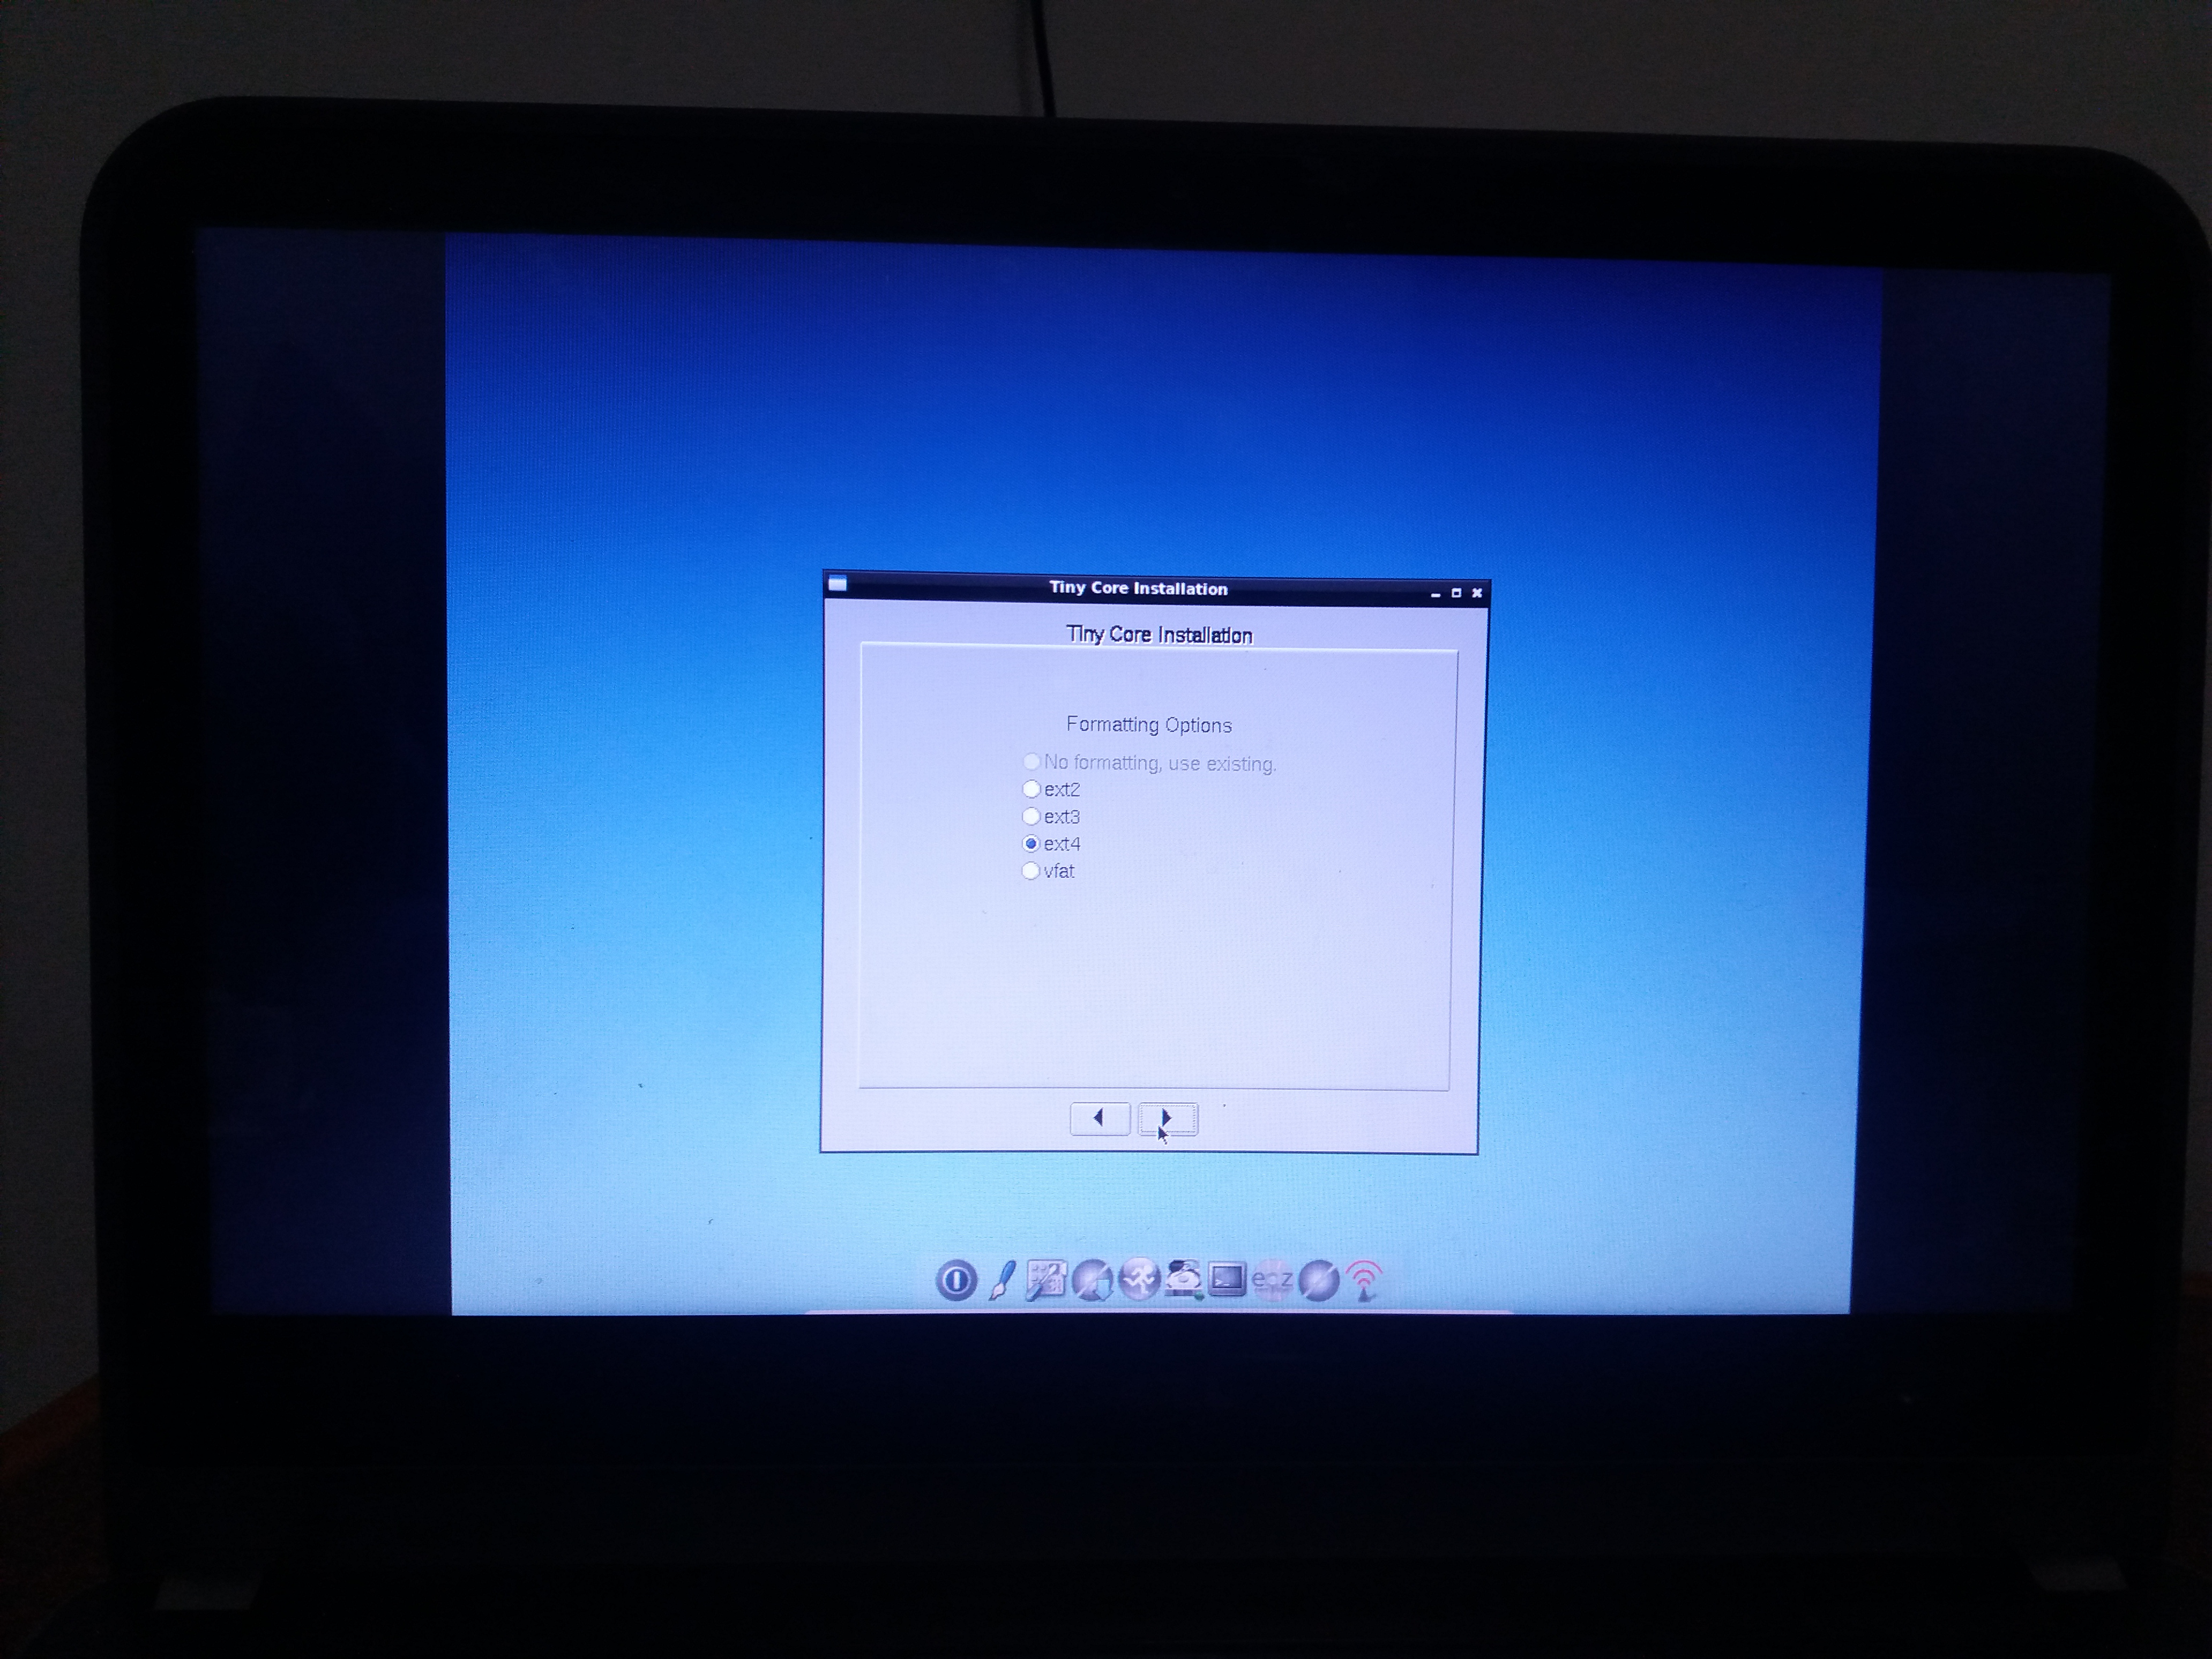 Tiny Core Installation
Tiny Core Installation
Formatting Options
No formatting, use existing.
ext2
ext3
ext4
vfat